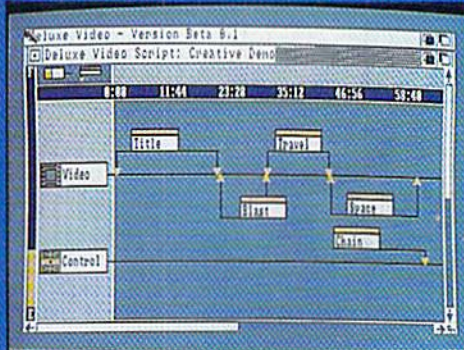 Deluxe Video - Version Beta 6.1
Deluxe Video Script: Creative Demo
0:00 11:44 23:28 35:12 46:56 58:40
Title
Travel
Video
Blast
Space
Chain
Control